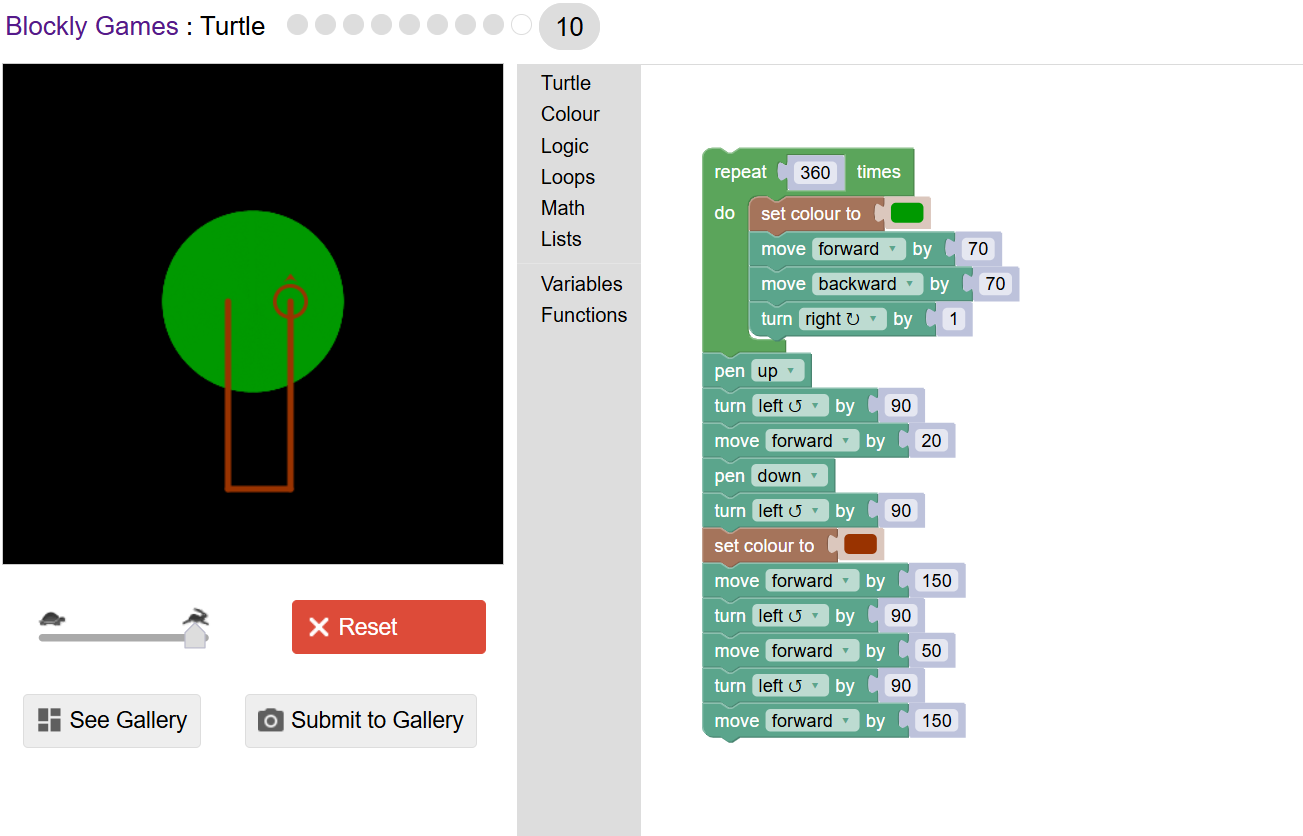 Blockly Games : Turtle 10
Turtle
Colour
Logic
Loops
Math
Lists
Variables
Functions
repeat 360 times
do set colour to
move forward ▾ by 70
move backward ▾ by 70
turn right ↻ ▾ by 1
pen up ▾
turn left ↺ ▾ by 90
move forward ▾ by 20
pen down ▾
turn left ↺ ▾ by 90
set colour to
move forward ▾ by 150
turn left ↺ ▾ by 90
move forward ▾ by 50
turn left ↺ ▾ by 90
move forward ▾ by 150
Reset
See Gallery
Submit to Gallery